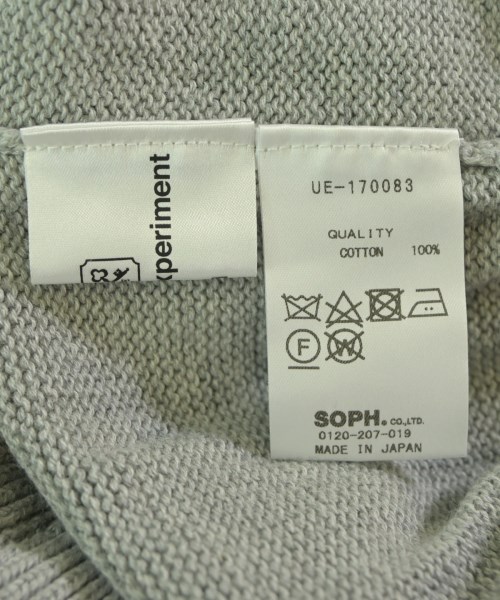 xperiment
UE-170083
QUALITY
COTTON 100%
F W
SOPH.CO.,LTD.
0120-207-019
MADE IN JAPAN